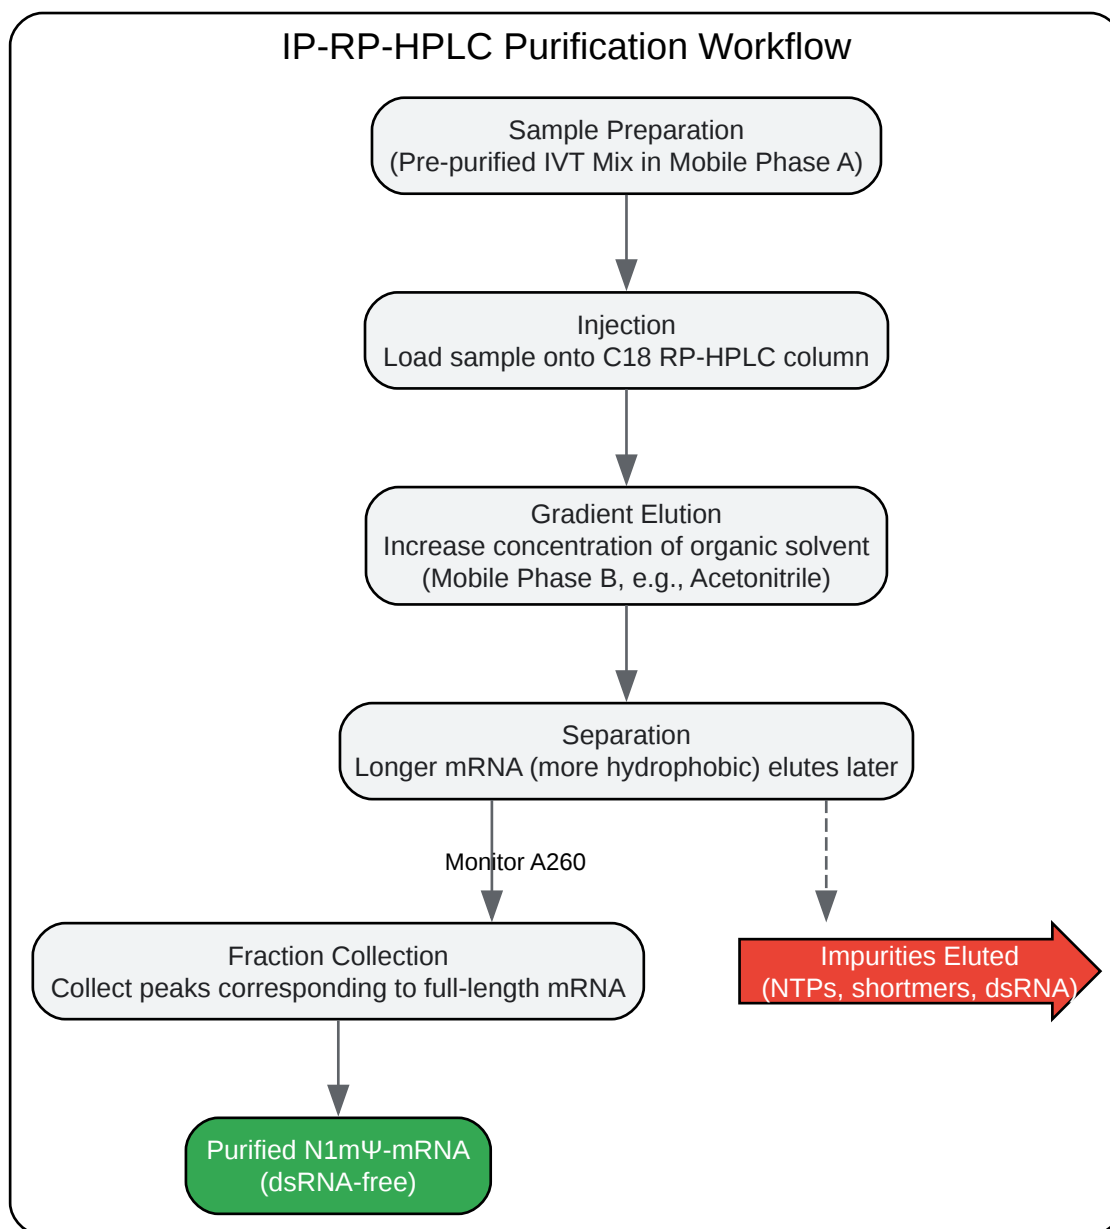 IP-RP-HPLC Purification Workflow
Sample Preparation
(Pre-purified IVT Mix in Mobile Phase A)
Injection
Load sample onto C18 RP-HPLC column
Gradient Elution
Increase concentration of organic solvent
(Mobile Phase B, e.g., Acetonitrile)
Separation
Longer mRNA (more hydrophobic) elutes later
Monitor A260
Fraction Collection
Collect peaks corresponding to full-length mRNA
Impurities Eluted
(NTPs, shortmers, dsRNA)
Purified N1mΨ-mRNA
(dsRNA-free)